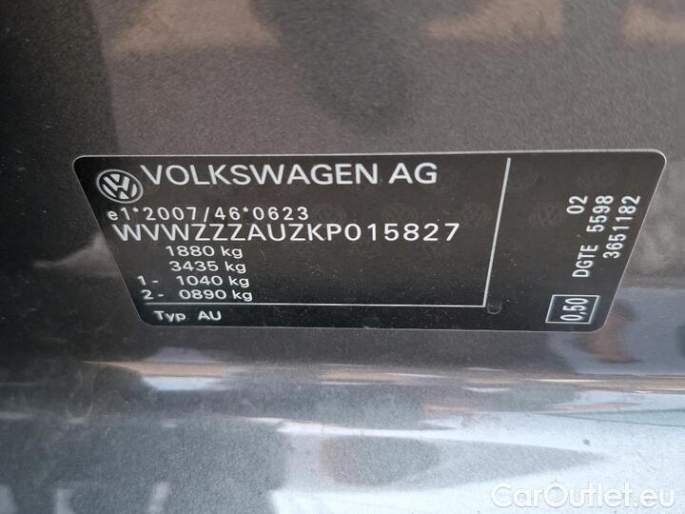 VOLKSWAGEN AG
e1*2007/46*0623
WVWZZZAUZKP015827
1880 kg
3435 kg
1- 1040 kg
2- 0890 kg
Typ AU
02
DGTE 5598
3651182
0,50
CarOutlet.eu